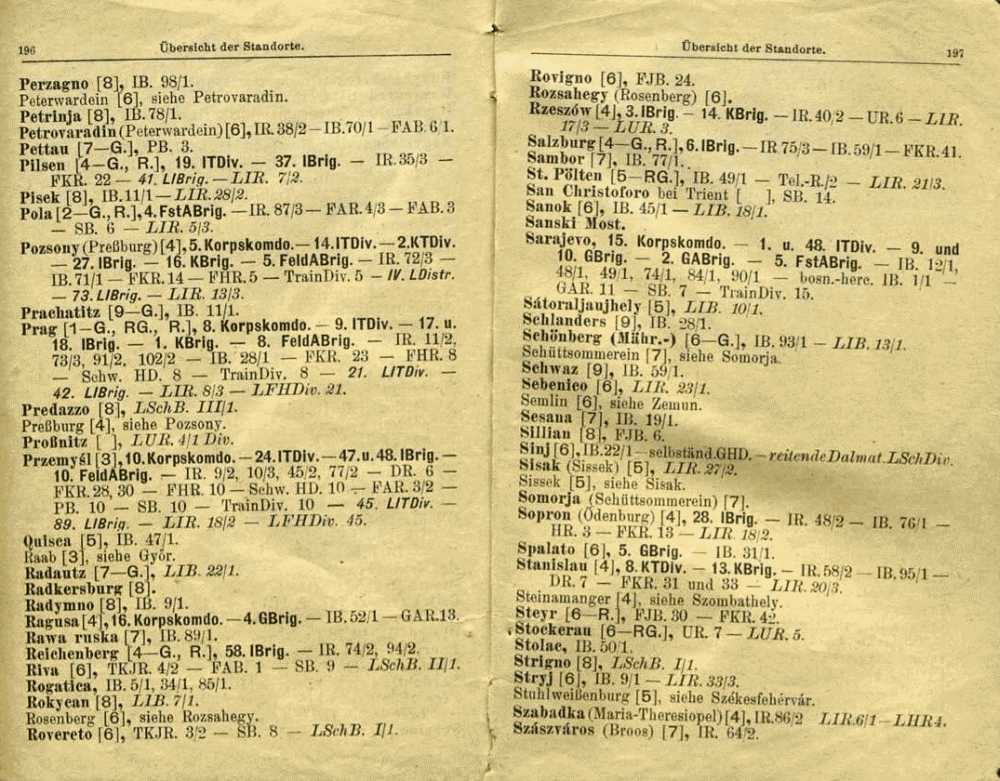 196
Übersicht der Standorte.
Perzagno [8], IB. 98/1.
Peterwardein [6], siehe Petrovaradin.
Petrinja [8], IB. 78/1.
Petrovaradin (Peterwardein) [6], IR. 38/2 — IB. 70/1 — FAB. 6/1.
Pettau [7—G.], PB. 3.
Pilsen [4—G., R.], 19. ITDiv. — 37. IBrig. — IR. 35/3 —
FKR. 22 — 41. LIBrig. — LIR. 7/2.
Pisek [8], IB. 11/1 — LIR. 28/2.
Pola [2—G., R.], 4. FstABrig. — IR. 87/3 — FAR. 4/3 — FAB. 3
— SB. 6 — LIR. 5/3.
Pozsony (Preßburg) [4], 5. Korpskomdo. — 14. ITDiv. — 2. KTDiv.
— 27. IBrig. — 16. KBrig. — 5. FeldABrig. — IR. 72/3 —
IB. 71/1 — FKR. 14 — FHR. 5 — TrainDiv. 5 — IV. LDistr.
— 73. LIBrig. — LIR. 13/3.
Prachatitz [9—G.], IB. 11/1.
Prag [1—G., RG., R.], 8. Korpskomdo. — 9. ITDiv. — 17. u.
18. IBrig. — 1. KBrig. — 8. FeldABrig. — IR. 11/2,
73/3, 91/2, 102/2 — IB. 28/1 — FKR. 23 — FHR. 8
— Schw. HD. 8 — TrainDiv. 8 — 21. LITDiv. —
42. LIBrig. — LIR. 8/3 — LFHDiv. 21.
Predazzo [8], LSchB. III/1.
Preßburg [4], siehe Pozsony.
Proßnitz [ ], LUR. 4/1 Div.
Przemyśl [3], 10. Korpskomdo. — 24. ITDiv. — 47. u. 48. IBrig. —
10. FeldABrig. — IR. 9/2, 10/3, 45/2, 77/2 — DR. 6 —
FKR. 28, 30 — FHR. 10 — Schw. HD. 10 — FAR. 3/2 —
PB. 10 — SB. 10 — TrainDiv. 10 — 45. LITDiv. —
89. LIBrig. — LIR. 18/2 — LFHDiv. 45.
Quisca [5], IB. 47/1.
Raab [3], siehe Győr.
Radautz [7—G.], LIB. 22/1.
Radkersburg [8].
Radymno [8], IB. 9/1.
Ragusa [4], 16. Korpskomdo. — 4. GBrig. — IB. 52/1 — GAR. 13.
Rawa ruska [7], IB. 89/1.
Reichenberg [4—G., R.], 58. IBrig. — IR. 74/2, 94/2.
Riva [6], TKJR. 4/2 — FAB. 1 — SB. 9 — LSchB. II/1.
Rogatica, IB. 5/1, 34/1, 85/1.
Rokycan [8], LIB. 7/1.
Rosenberg [6], siehe Rozsahegy.
Rovereto [6], TKJR. 3/2 — SB. 8 — LSchB. I/1.
Übersicht der Standorte.
197
Rovigno [6], FJB. 24.
Rozsahegy (Rosenberg) [6].
Rzeszów [4], 3. IBrig. — 14. KBrig. — IR. 40/2 — UR. 6 — LIR.
17/3 — LUR. 3.
Salzburg [4—G., R.], 6. IBrig. — IR. 75/3 — IB. 59/1 — FKR. 41.
Sambor [7], IB. 77/1.
St. Pölten [5—RG.], IB. 49/1 — Tel.-R./2 — LIR. 21/3.
San Christoforo bei Trient [ ], SB. 14.
Sanok [6], IB. 45/1 — LIB. 18/1.
Sanski Most.
Sarajevo, 15. Korpskomdo. — 1. u. 48. ITDiv. — 9. und
10. GBrig. — 2. GABrig. — 5. FstABrig. — IB. 12/1,
48/1, 49/1, 74/1, 84/1, 90/1 — bosn.-herc. IB. 1/1 —
GAR. 11 — SB. 7 — TrainDiv. 15.
Sátoraljaujhely [5], LIB. 10/1.
Schlanders [9], IB. 28/1.
Schönberg (Mähr.-) [6—G.], IB. 93/1 — LIB. 13/1.
Schüttsommerein [7], siehe Somorja.
Schwaz [9], IB. 59/1.
Sebenico [6], LIR. 23/1.
Semlin [6], siehe Zemun.
Sesana [7], IB. 19/1.
Sillian [8], FJB. 6.
Sinj [6], IB. 22/1 — selbständ. GHD. — reitende Dalmat. LSchDiv.
Sisak (Sissek) [5], LIR. 27/2.
Sissek [5], siehe Sisak.
Somorja (Schüttsommerein) [7].
Sopron (Ödenburg) [4], 28. IBrig. — IR. 48/2 — IB. 76/1 —
HR. 3 — FKR. 13 — LIR. 18/2.
Spalato [6], 5. GBrig. — IB. 31/1.
Stanislau [4], 8. KTDiv. — 13. KBrig. — IR. 58/2 — IB. 95/1 —
DR. 7 — FKR. 31 und 33 — LIR. 20/3.
Steinamanger [4], siehe Szombathely.
Steyr [6—R.], FJB. 30 — FKR. 42.
Stockerau [6—RG.], UR. 7 — LUR. 5.
Stolac, IB. 50/1.
Strigno [8], LSchB. I/1.
Stryj [6], IB. 9/1 — LIR. 33/3.
Stuhlweißenburg [5], siehe Székesfehérvár.
Szabadka (Maria-Theresiopel) [4], IR. 86/2 LIR. 6/1 — LHR 4.
Szászváros (Broos) [7], IR. 64/2.